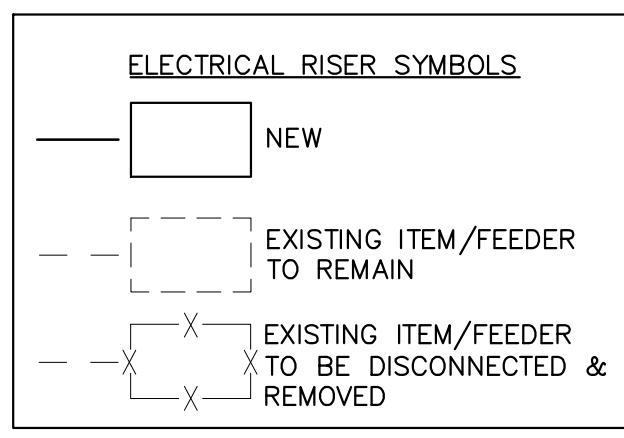 ELECTRICAL RISER SYMBOLS
NEW
EXISTING ITEM/FEEDER
TO REMAIN
EXISTING ITEM/FEEDER
TO BE DISCONNECTED &
REMOVED